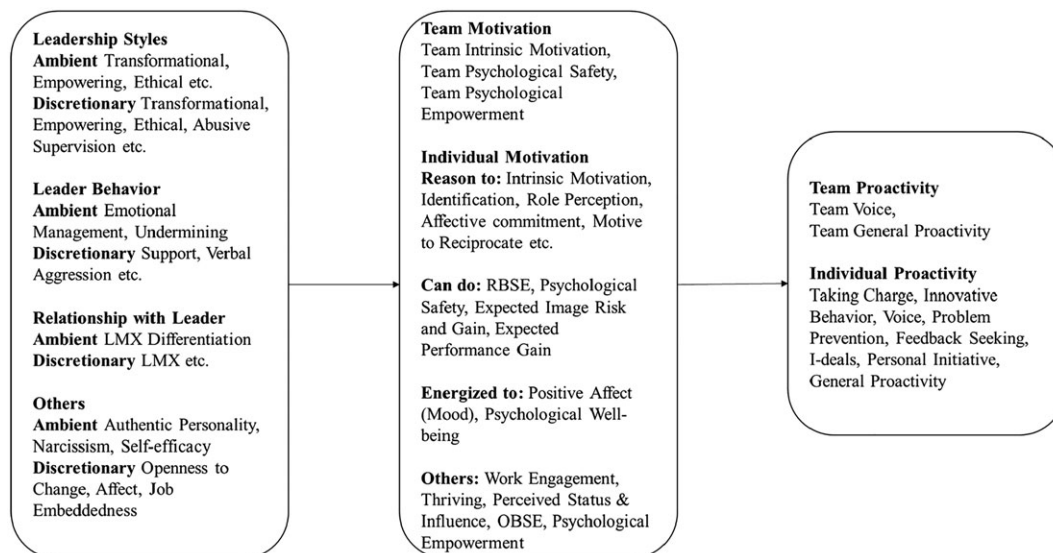 Leadership Styles
Ambient Transformational,
Empowering, Ethical etc.
Discretionary Transformational,
Empowering, Ethical, Abusive
Supervision etc.
Leader Behavior
Ambient Emotional
Management, Undermining
Discretionary Support, Verbal
Aggression etc.
Relationship with Leader
Ambient LMX Differentiation
Discretionary LMX etc.
Others
Ambient Authentic Personality,
Narcissism, Self-efficacy
Discretionary Openness to
Change, Affect, Job
Embeddedness
Team Motivation
Team Intrinsic Motivation,
Team Psychological Safety,
Team Psychological
Empowerment
Individual Motivation
Reason to: Intrinsic Motivation,
Identification, Role Perception,
Affective commitment, Motive
to Reciprocate etc.
Can do: RBSE, Psychological
Safety, Expected Image Risk
and Gain, Expected
Performance Gain
Energized to: Positive Affect
(Mood), Psychological Well-
being
Others: Work Engagement,
Thriving, Perceived Status &
Influence, OBSE, Psychological
Empowerment
Team Proactivity
Team Voice,
Team General Proactivity
Individual Proactivity
Taking Charge, Innovative
Behavior, Voice, Problem
Prevention, Feedback Seeking,
I-deals, Personal Initiative,
General Proactivity